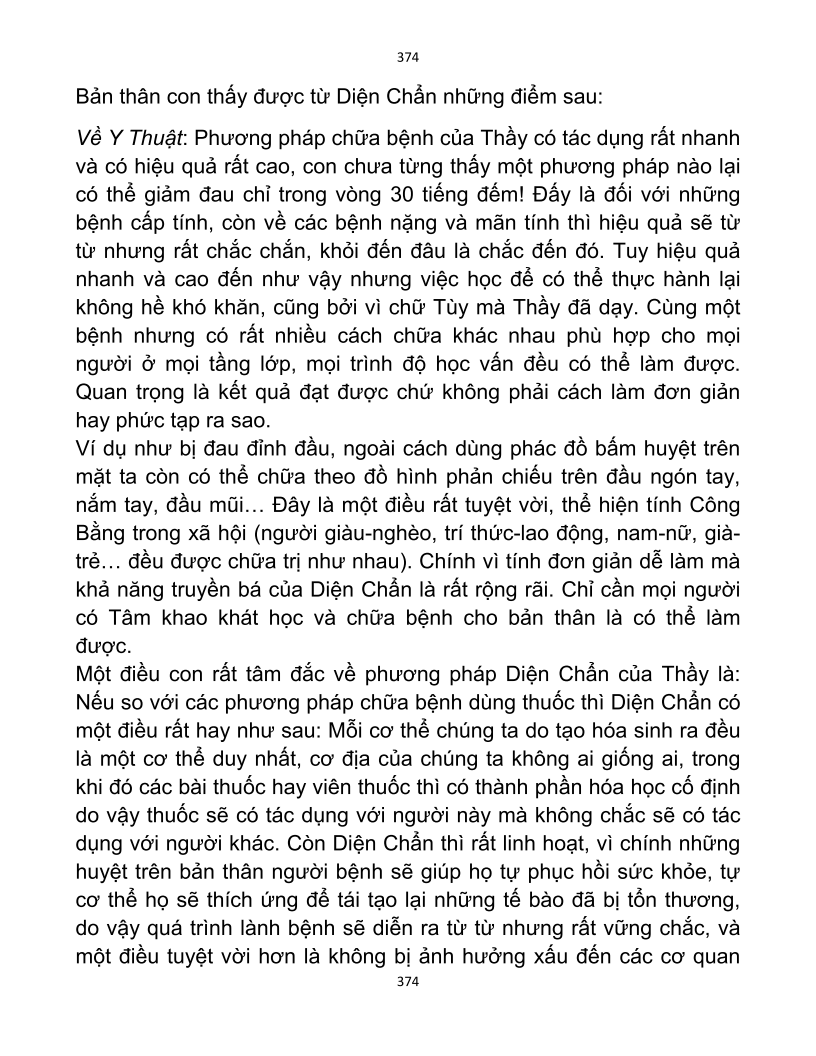 374
Bản thân con thấy được từ Diện Chẩn những điểm sau:
Về Y Thuật: Phương pháp chữa bệnh của Thầy có tác dụng rất nhanh
và có hiệu quả rất cao, con chưa từng thấy một phương pháp nào lại
có thể giảm đau chỉ trong vòng 30 tiếng đếm! Đấy là đối với những
bệnh cấp tính, còn về các bệnh nặng và mãn tính thì hiệu quả sẽ từ
từ nhưng rất chắc chắn, khỏi đến đâu là chắc đến đó. Tuy hiệu quả
nhanh và cao đến như vậy nhưng việc học để có thể thực hành lại
không hề khó khăn, cũng bởi vì chữ Tùy mà Thầy đã dạy. Cùng một
bệnh nhưng có rất nhiều cách chữa khác nhau phù hợp cho mọi
người ở mọi tầng lớp, mọi trình độ học vấn đều có thể làm được.
Quan trọng là kết quả đạt được chứ không phải cách làm đơn giản
hay phức tạp ra sao.
Ví dụ như bị đau đỉnh đầu, ngoài cách dùng phác đồ bấm huyệt trên
mặt ta còn có thể chữa theo đồ hình phản chiếu trên đầu ngón tay,
nắm tay, đầu mũi… Đây là một điều rất tuyệt vời, thể hiện tính Công
Bằng trong xã hội (người giàu-nghèo, trí thức-lao động, nam-nữ, già-
trẻ… đều được chữa trị như nhau). Chính vì tính đơn giản dễ làm mà
khả năng truyền bá của Diện Chẩn là rất rộng rãi. Chỉ cần mọi người
có Tâm khao khát học và chữa bệnh cho bản thân là có thể làm
được.
Một điều con rất tâm đắc về phương pháp Diện Chẩn của Thầy là:
Nếu so với các phương pháp chữa bệnh dùng thuốc thì Diện Chẩn có
một điều rất hay như sau: Mỗi cơ thể chúng ta do tạo hóa sinh ra đều
là một cơ thể duy nhất, cơ địa của chúng ta không ai giống ai, trong
khi đó các bài thuốc hay viên thuốc thì có thành phần hóa học cố định
do vậy thuốc sẽ có tác dụng với người này mà không chắc sẽ có tác
dụng với người khác. Còn Diện Chẩn thì rất linh hoạt, vì chính những
huyệt trên bản thân người bệnh sẽ giúp họ tự phục hồi sức khỏe, tự
cơ thể họ sẽ thích ứng để tái tạo lại những tế bào đã bị tổn thương,
do vậy quá trình lành bệnh sẽ diễn ra từ từ nhưng rất vững chắc, và
một điều tuyệt vời hơn là không bị ảnh hưởng xấu đến các cơ quan
374